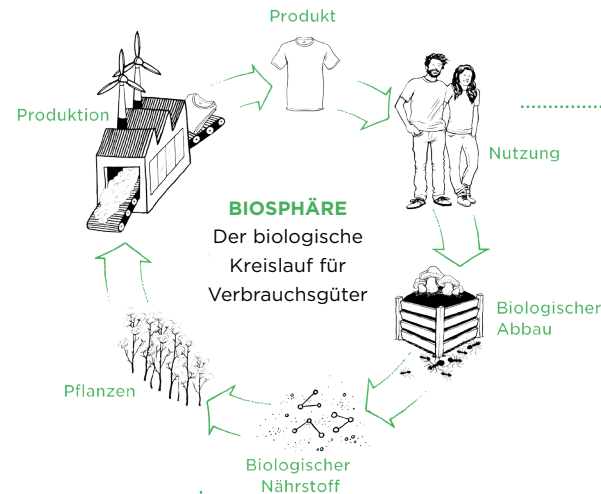 Produkt
Produktion
Nutzung
BIOSPHÄRE
Der biologische
Kreislauf für
Verbrauchsgüter
Biologischer
Abbau
Pflanzen
Biologischer
Nährstoff